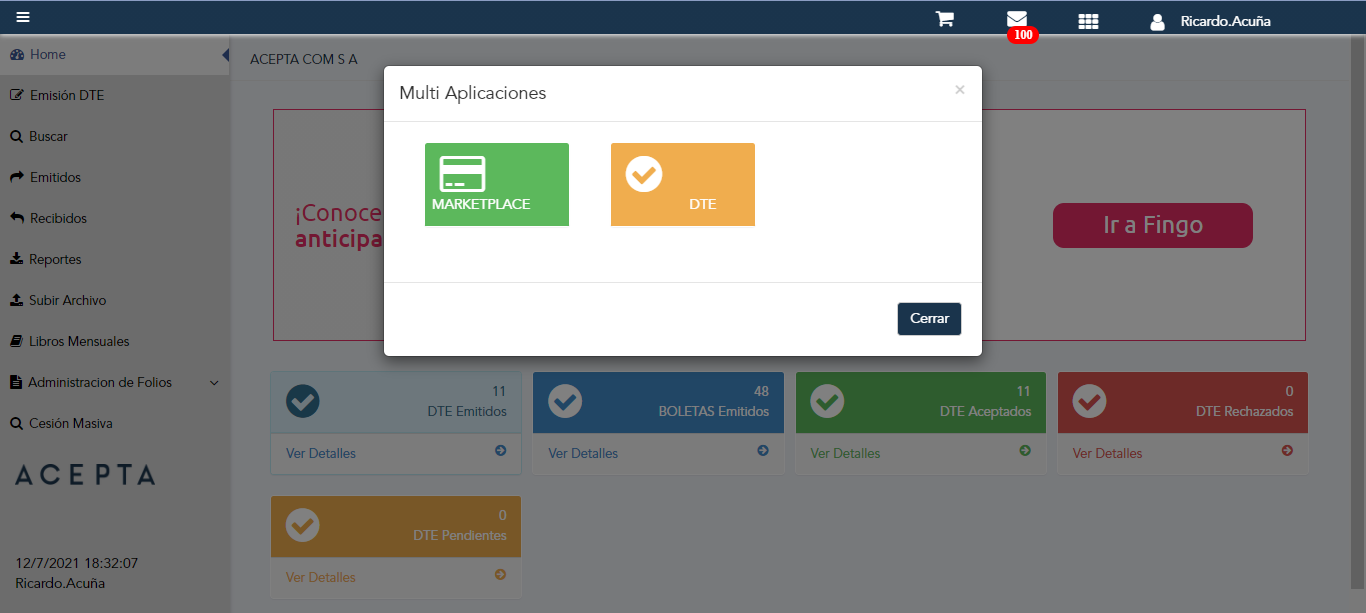 100
Ricardo.Acuña
Home
Emisión DTE
Buscar
Emitidos
Recibidos
Reportes
Subir Archivo
Libros Mensuales
Administracion de Folios
Cesión Masiva
ACEPTA
12/7/2021 18:32:07
Ricardo.Acuña
ACEPTA COM S A
Multi Aplicaciones
×
MARKETPLACE
DTE
Cerrar
¡Conoce
anticipa
Ir a Fingo
11
DTE Emitidos
Ver Detalles
48
BOLETAS Emitidos
Ver Detalles
11
DTE Aceptados
Ver Detalles
0
DTE Rechazados
Ver Detalles
0
DTE Pendientes
Ver Detalles